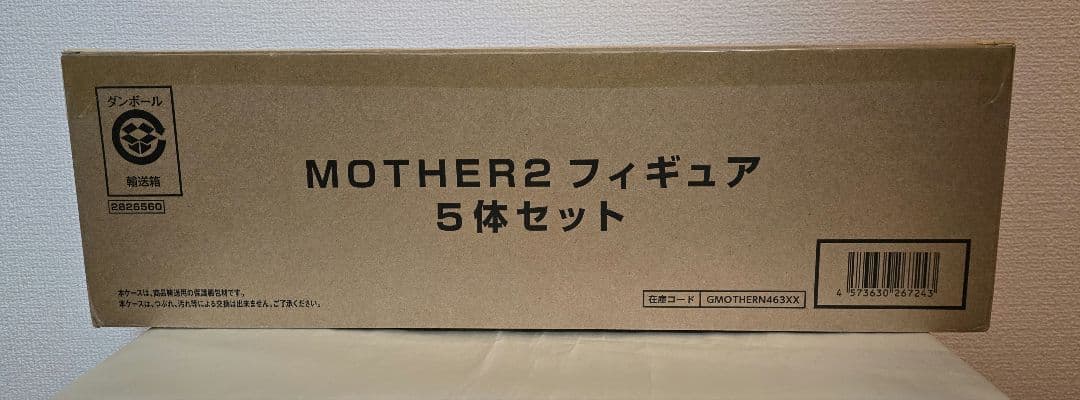 ダンボール
輸送箱
2826560
MOTHER2 フィギュア
5体セット
本ケースは、商品輸送用の保護梱包材です。
本ケースは、つぶれ、汚れ等による交換は出来ません。ご了承ください。
在庫コード GMOTHERN463XX
4 573630 267243